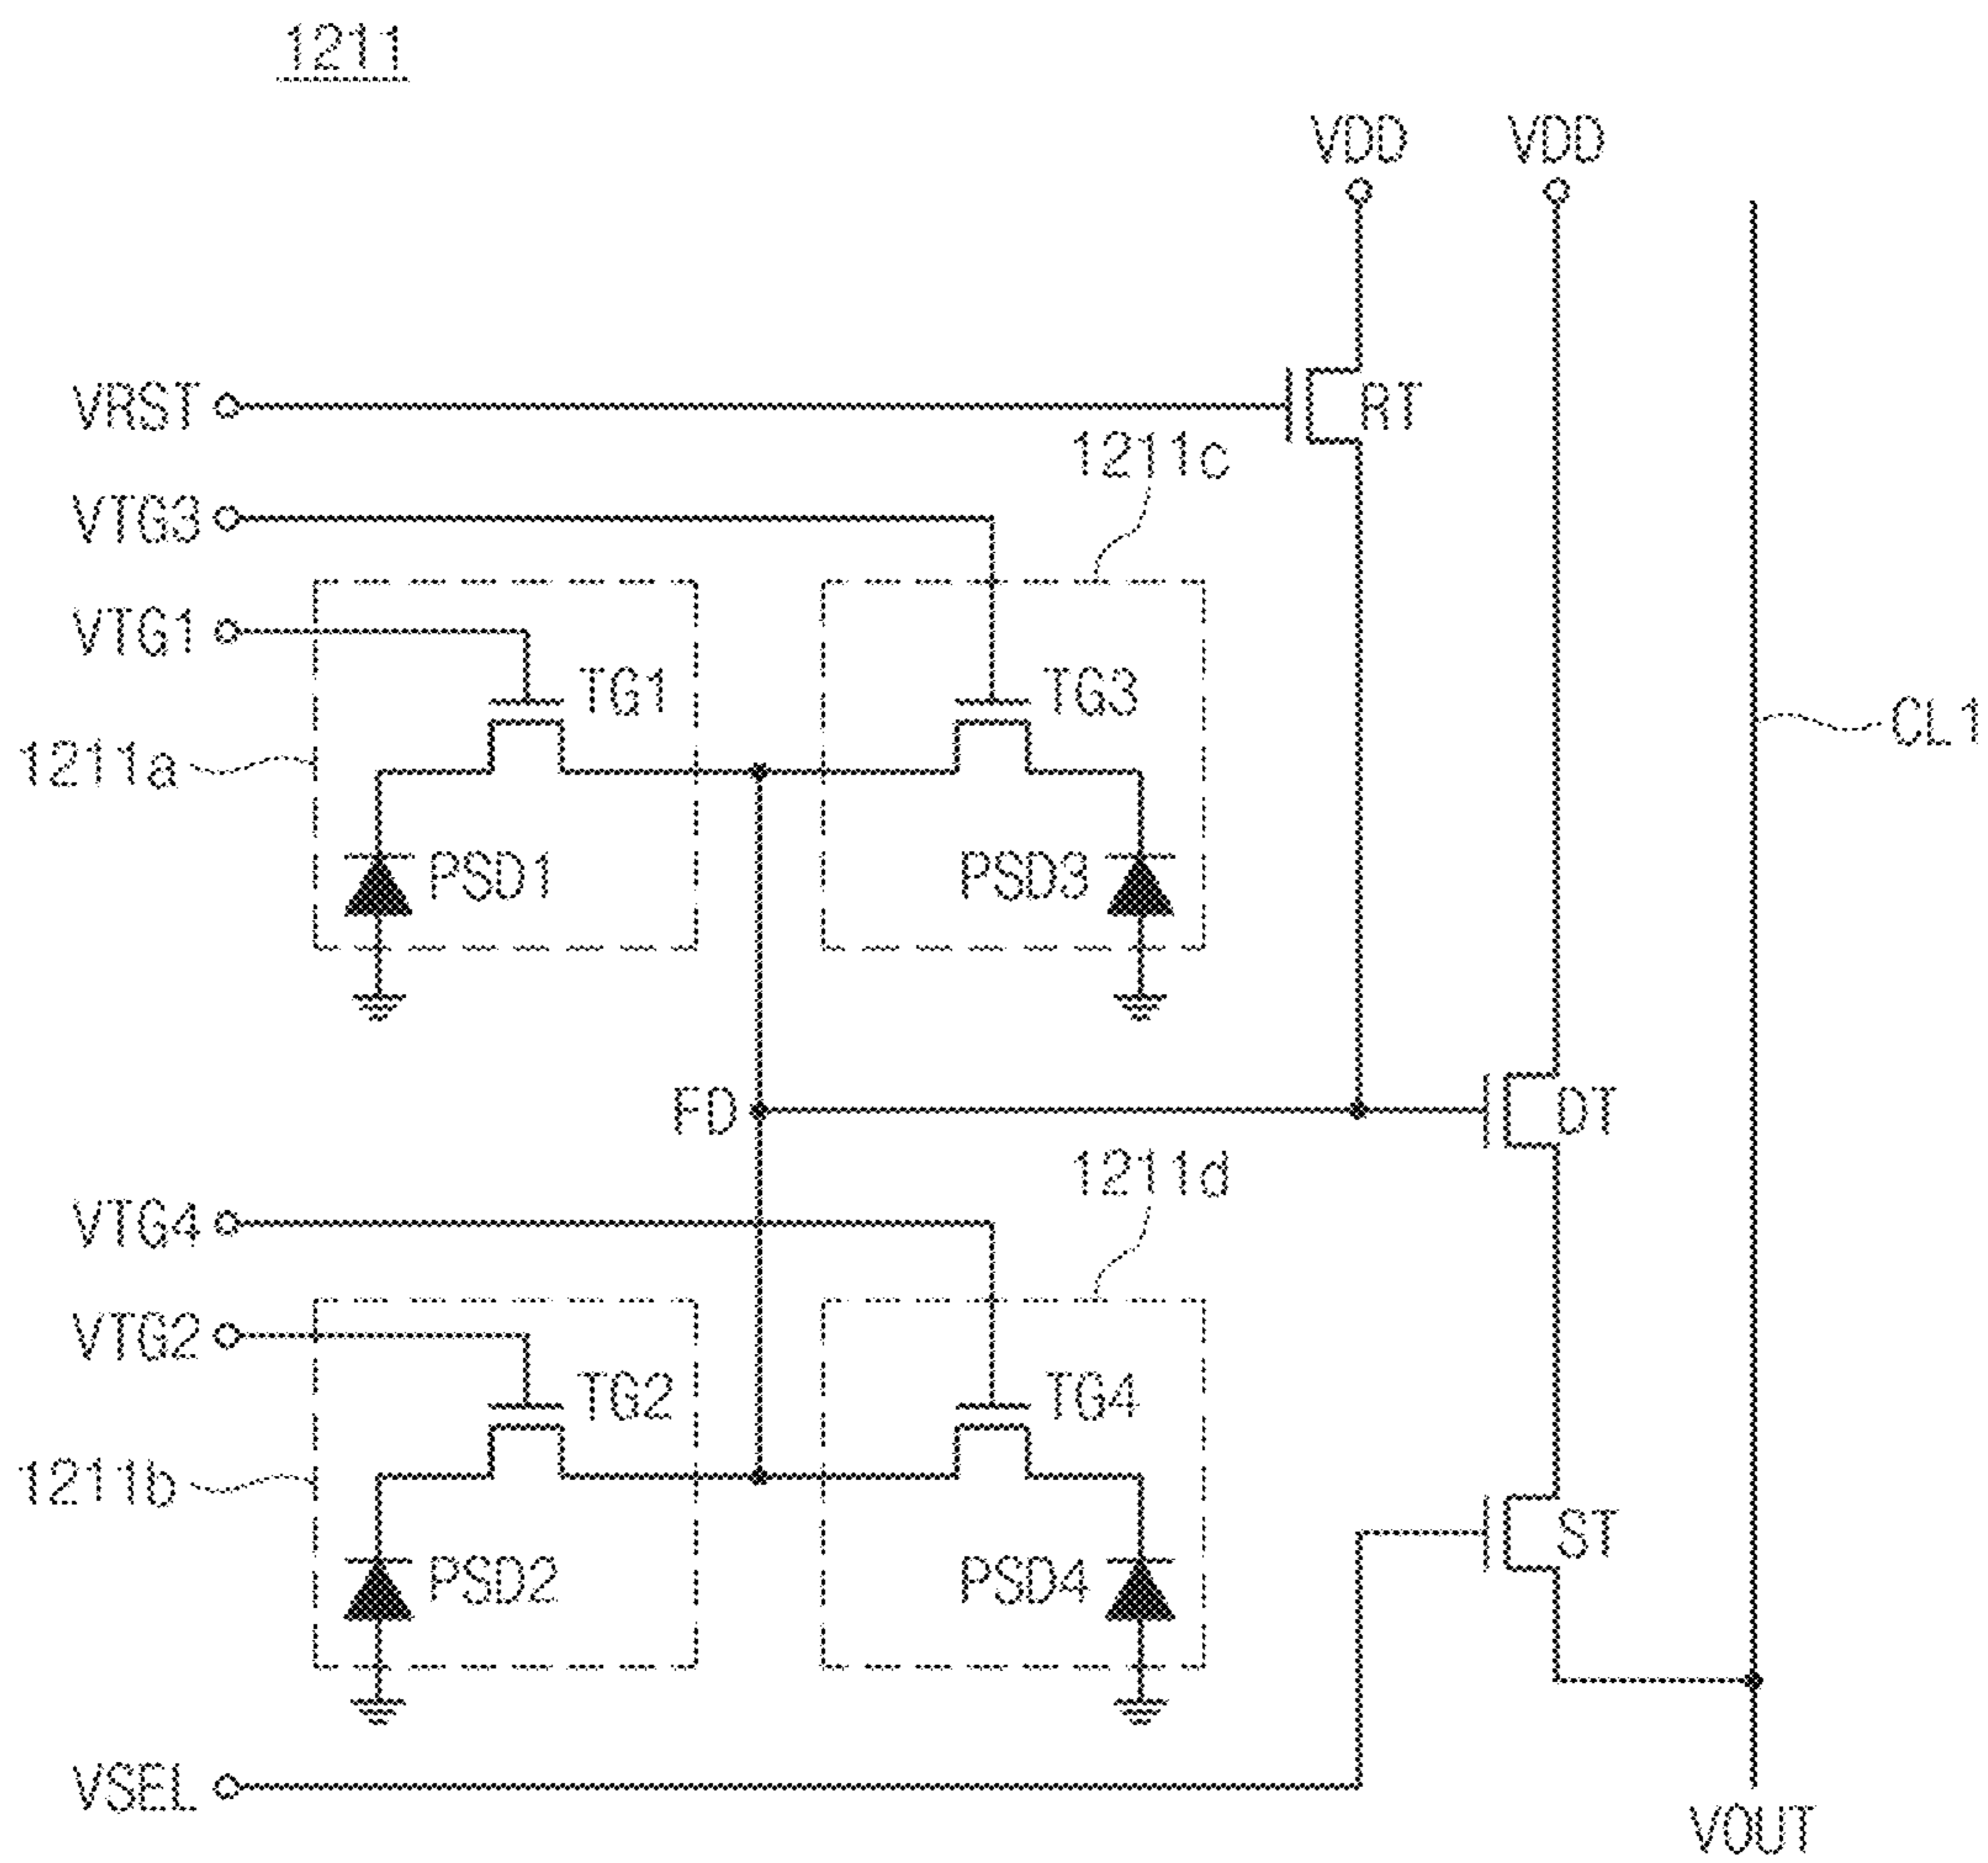 1211
VDD VDD
VRST
RT
1211c
VTG3
VTG1
TG1
TG3
CL1
1211a
PSD1
PSD3
FD
DT
1211d
VTG4
VTG2
TG2
TG4
1211b
ST
PSD2
PSD4
VSEL
VOUT